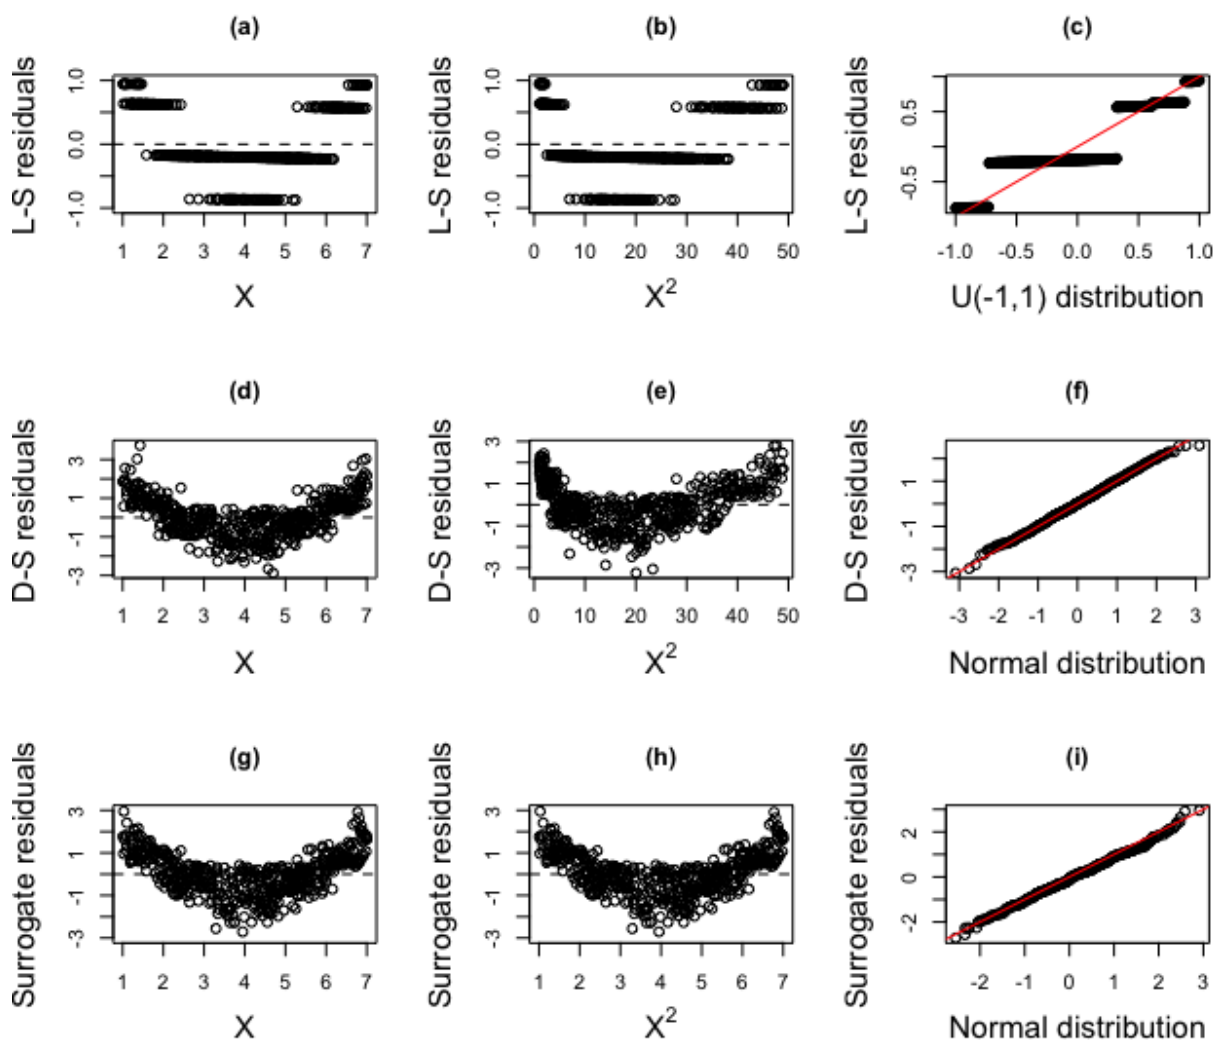 (a)
L-S residuals
1.0
0.0
-1.0
1 2 3 4 5 6 7
X
(b)
L-S residuals
1.0
0.0
-1.0
0 10 20 30 40 50
X²
(c)
L-S residuals
0.5
-0.5
-1.0 -0.5 0.0 0.5 1.0
U(-1,1) distribution
(d)
D-S residuals
3
1
-1
-3
1 2 3 4 5 6 7
X
(e)
D-S residuals
3
1
-1
-3
0 10 20 30 40 50
X²
(f)
D-S residuals
1
-1
-3
-3 -2 -1 0 1 2 3
Normal distribution
(g)
Surrogate residuals
3
1
-1
-3
1 2 3 4 5 6 7
X
(h)
Surrogate residuals
3
1
-1
-3
1 2 3 4 5 6 7
X²
(i)
Surrogate residuals
2
0
-2
-2 -1 0 1 2 3
Normal distribution